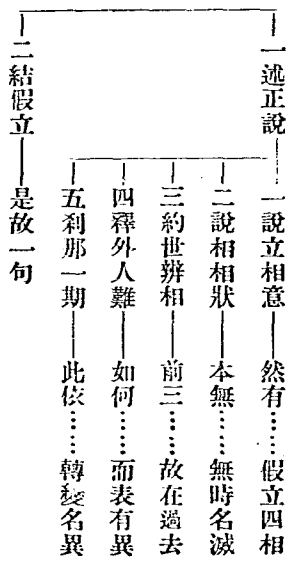 一述正說——一說立相意——然有……假立四相
二說相相狀——本無……無時名滅
三約世辨相——前三……故在過去
四釋外人難——如何……而表有異
五刹那一期——此依……轉變名異
二結假立——是故一句